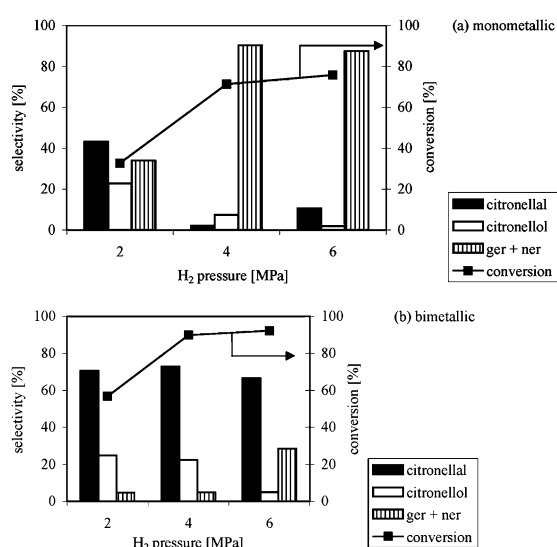 (a) monometallic
100
80
60
40
20
0
selectivity [%]
100
80
60
40
20
0
conversion [%]
2 4 6
H₂ pressure [MPa]
citronellal
citronellol
ger + ner
conversion
(b) bimetallic
100
80
60
40
20
0
selectivity [%]
100
80
60
40
20
0
conversion [%]
2 4 6
H₂ pressure [MPa]
citronellal
citronellol
ger + ner
conversion